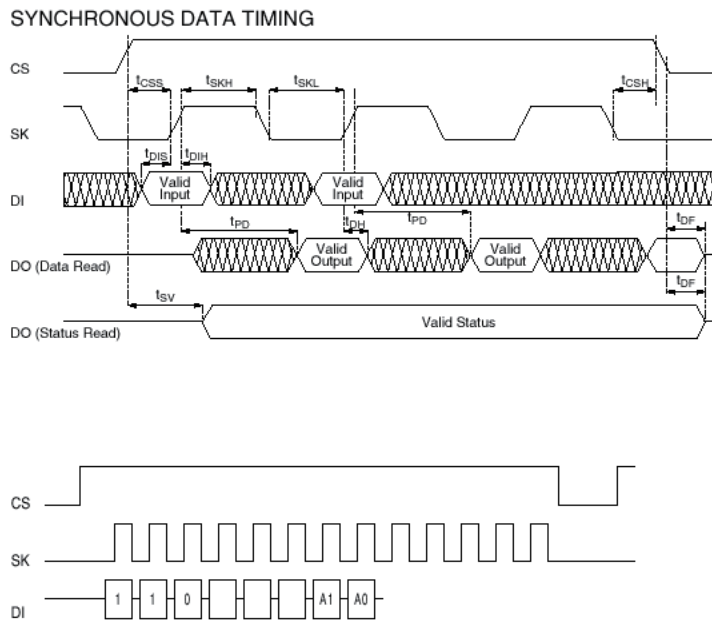 SYNCHRONOUS DATA TIMING
CS
tCSS
tSKH
tSKL
tCSH
SK
tDIS
tDIH
DI
Valid
Input
Valid
Input
tPD
tDH
tPD
tDF
DO (Data Read)
Valid
Output
Valid
Output
tSV
tDF
DO (Status Read)
Valid Status
CS
SK
DI
1 1 0 A1 A0